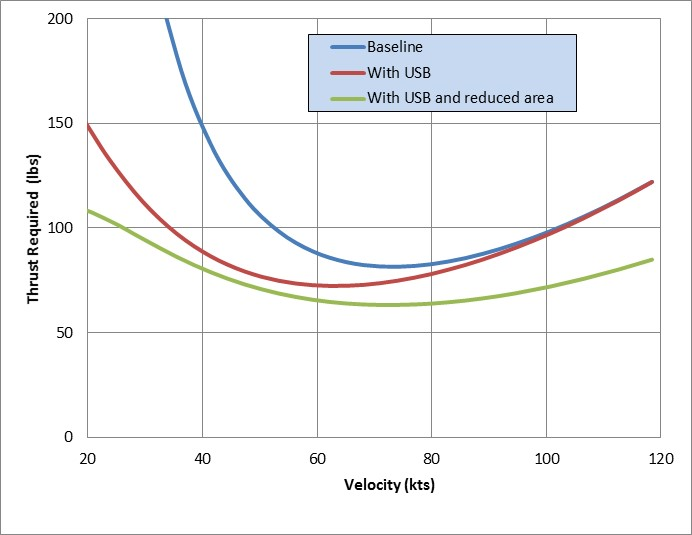 200
150
100
50
0
Thrust Required (lbs)
Baseline
With USB
With USB and reduced area
20 40 60 80 100 120
Velocity (kts)